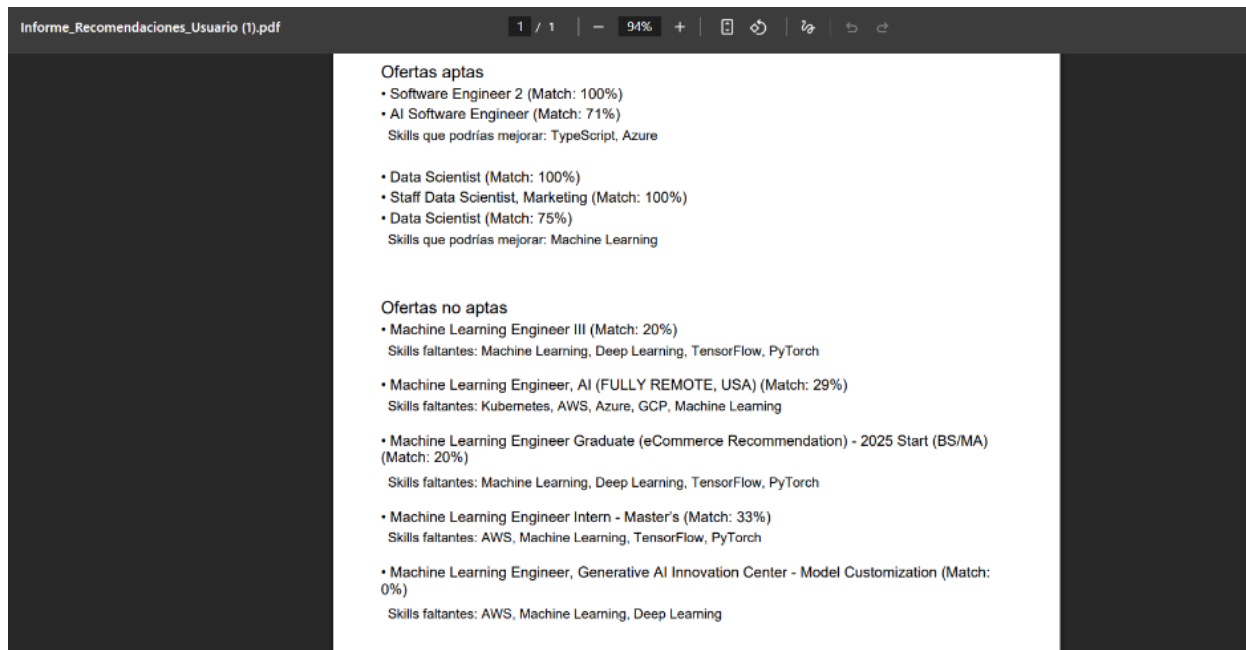 Informe_Recomendaciones_Usuario (1).pdf
1 / 1
94%
Ofertas aptas
• Software Engineer 2 (Match: 100%)
• AI Software Engineer (Match: 71%)
Skills que podrías mejorar: TypeScript, Azure
• Data Scientist (Match: 100%)
• Staff Data Scientist, Marketing (Match: 100%)
• Data Scientist (Match: 75%)
Skills que podrías mejorar: Machine Learning
Ofertas no aptas
• Machine Learning Engineer III (Match: 20%)
Skills faltantes: Machine Learning, Deep Learning, TensorFlow, PyTorch
• Machine Learning Engineer, AI (FULLY REMOTE, USA) (Match: 29%)
Skills faltantes: Kubernetes, AWS, Azure, GCP, Machine Learning
• Machine Learning Engineer Graduate (eCommerce Recommendation) - 2025 Start (BS/MA)
(Match: 20%)
Skills faltantes: Machine Learning, Deep Learning, TensorFlow, PyTorch
• Machine Learning Engineer Intern - Master's (Match: 33%)
Skills faltantes: AWS, Machine Learning, TensorFlow, PyTorch
• Machine Learning Engineer, Generative AI Innovation Center - Model Customization (Match:
0%)
Skills faltantes: AWS, Machine Learning, Deep Learning